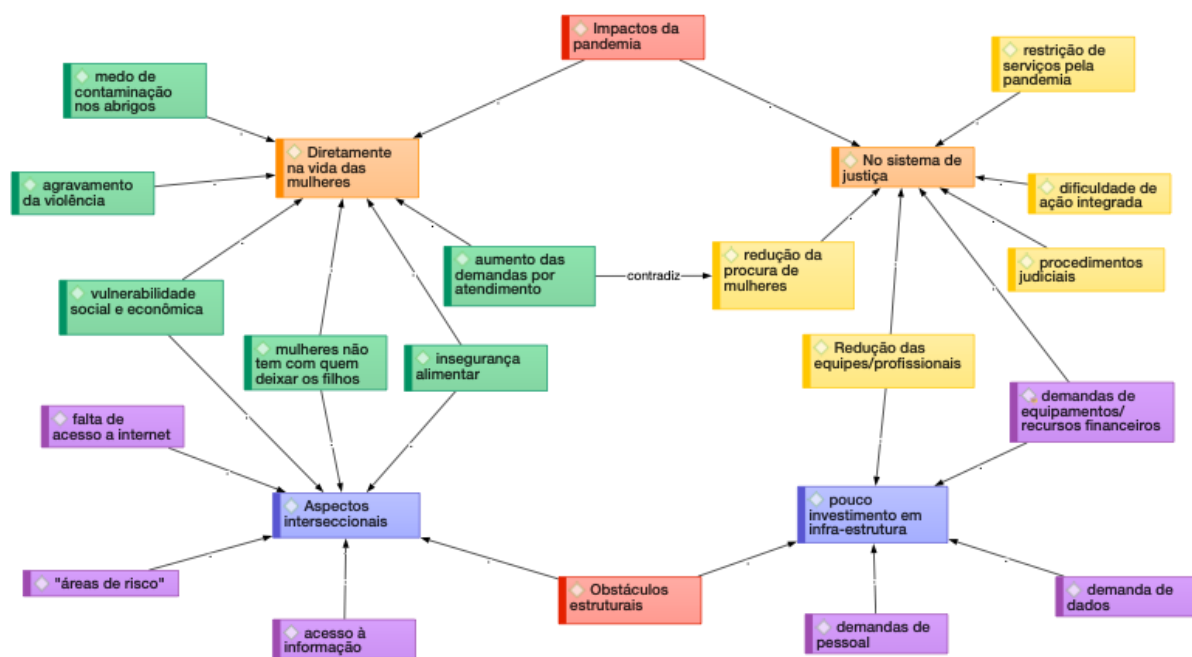 Impactos da
pandemia
restrição de
serviços pela
pandemia
medo de
contaminação
nos abrigos
Diretamente
na vida das
mulheres
No sistema de
justiça
agravamento
da violência
dificuldade de
ação integrada
aumento das
demandas por
atendimento
contradiz
redução da
procura de
mulheres
procedimentos
judiciais
vulnerabilidade
social e econômica
mulheres não
tem com quem
deixar os filhos
insegurança
alimentar
Redução das
equipes/profissionais
falta de
acesso a internet
demandas de
equipamentos/
recursos financeiros
Aspectos
interseccionais
pouco
investimento em
infra-estrutura
"áreas de risco"
Obstáculos
estruturais
demanda de
dados
acesso à
informação
demandas de
pessoal